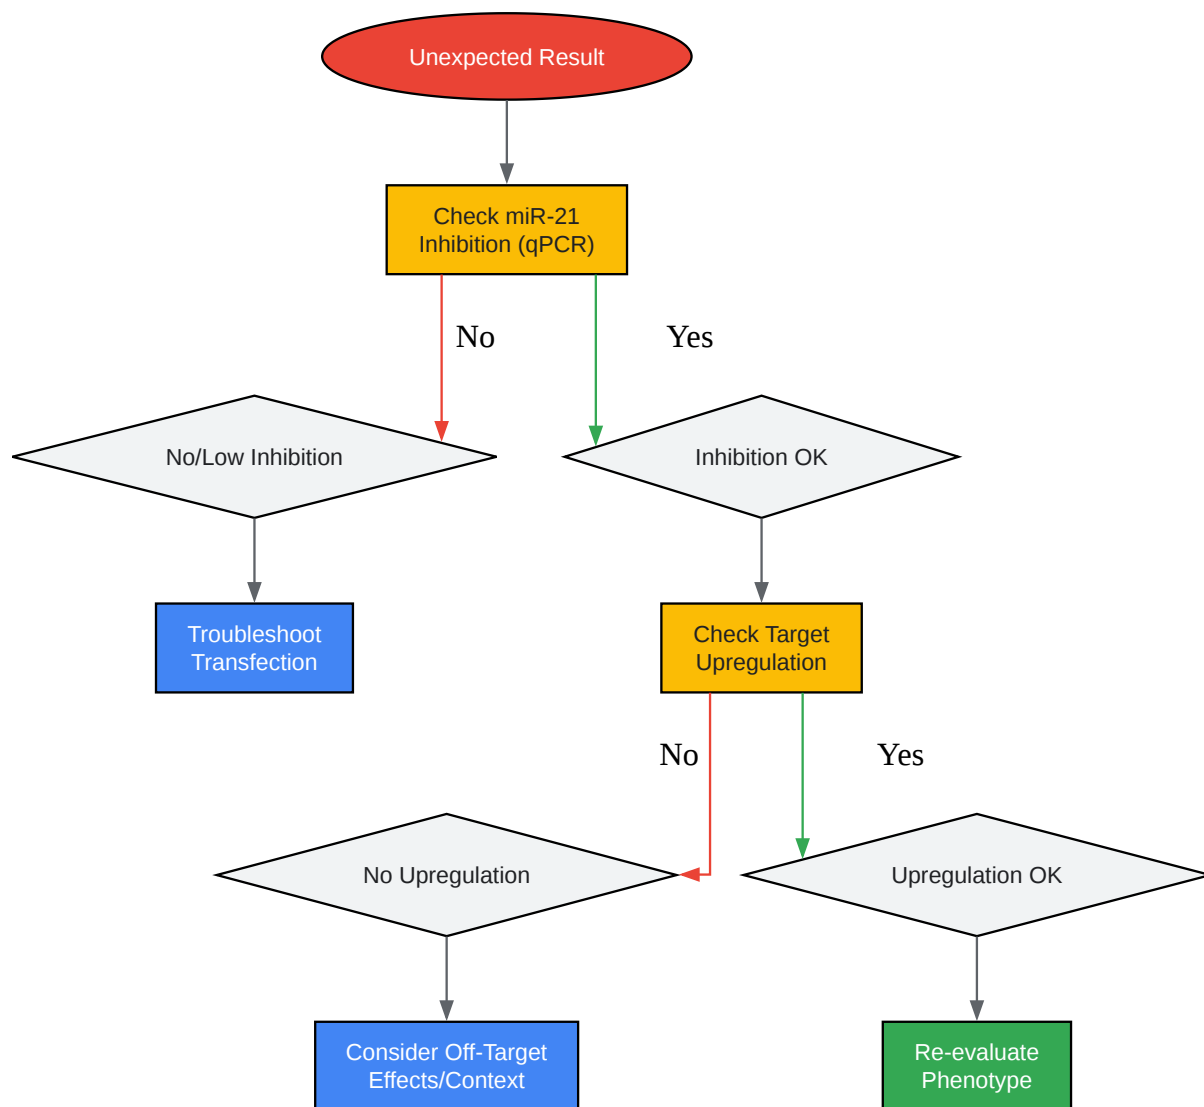 Unexpected Result
Check miR-21
Inhibition (qPCR)
No
Yes
No/Low Inhibition
Inhibition OK
Troubleshoot
Transfection
Check Target
Upregulation
No
Yes
No Upregulation
Upregulation OK
Consider Off-Target
Effects/Context
Re-evaluate
Phenotype